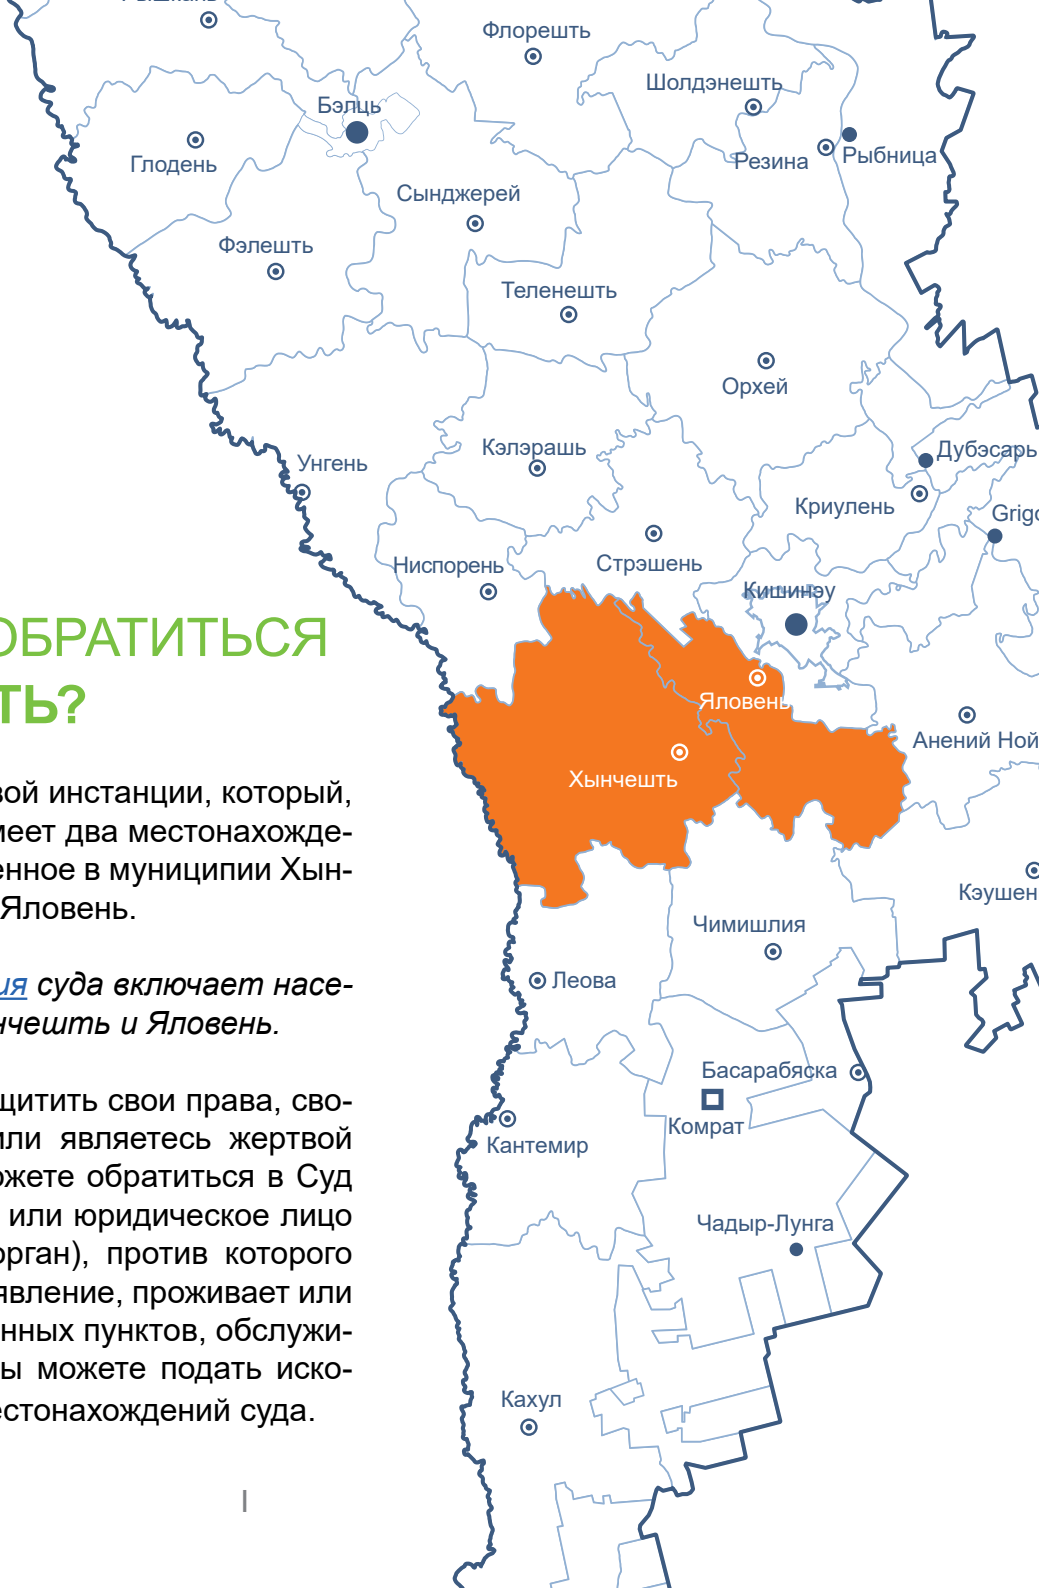 Флорешть
Шолдэнешть
Бэлць
Глодень
Резина
Рыбница
Сынджерей
Фэлешть
Теленешть
Орхей
Кэлэрашь
Дубэсарь
Унгень
Криулень
Grigo
Ниспорень
Стрэшень
Кишинэу
Яловень
Анений Ной
Хынчешть
Кэушен
Чимишлия
Леова
Басарабяска
Комрат
Кантемир
Чадыр-Лунга
Кахул
ОБРАТИТЬСЯ
ТЬ?
вой инстанции, который,
меет два местонахожде-
енное в муниципии Хын-
Яловень.
ия суда включает насе-
нчешть и Яловень.
щитить свои права, сво-
или являетесь жертвой
ожете обратиться в Суд
или юридическое лицо
орган), против которого
явление, проживает или
нных пунктов, обслужи-
ы можете подать иско-
естонахождений суда.
|